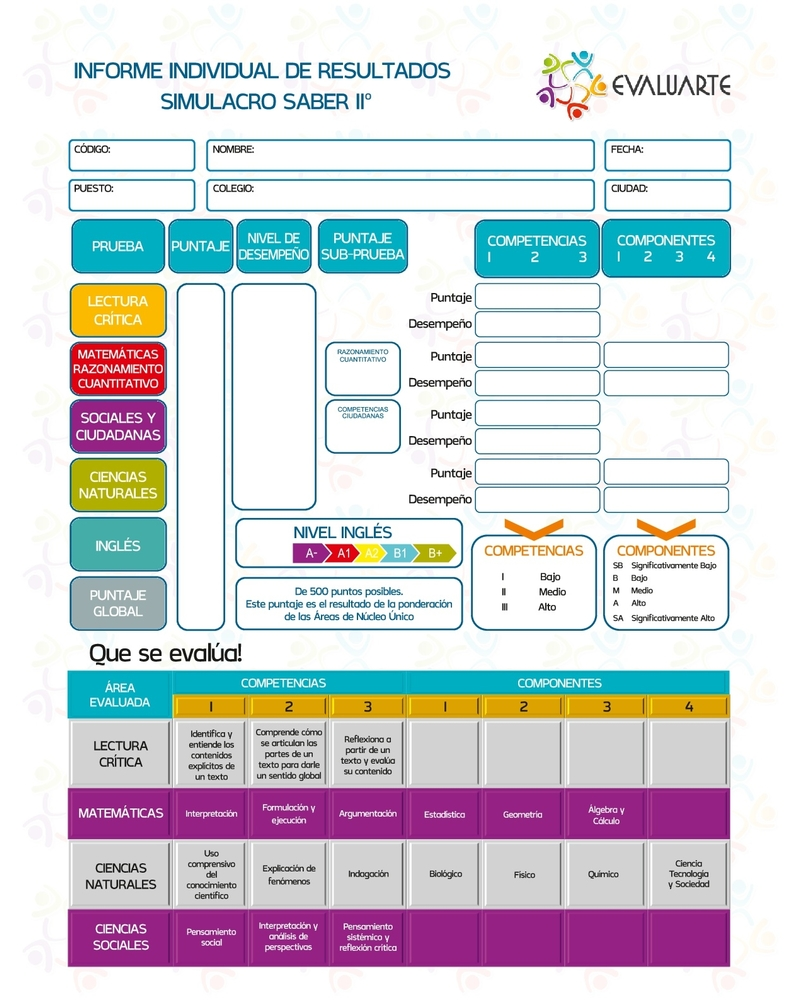 INFORME INDIVIDUAL DE RESULTADOS
SIMULACRO SABER 11°
EVALUARTE
CÓDIGO:
NOMBRE:
FECHA:
PUESTO:
COLEGIO:
CIUDAD:
PRUEBA
PUNTAJE
NIVEL DE
DESEMPEÑO
PUNTAJE
SUB-PRUEBA
COMPETENCIAS
1 2 3
COMPONENTES
1 2 3 4
LECTURA
CRÍTICA
Puntaje
Desempeño
MATEMÁTICAS
RAZONAMIENTO
CUANTITATIVO
RAZONAMIENTO
CUANTITATIVO
Puntaje
Desempeño
SOCIALES Y
CIUDADANAS
COMPETENCIAS
CIUDADANAS
Puntaje
Desempeño
CIENCIAS
NATURALES
Puntaje
Desempeño
INGLÉS
NIVEL INGLÉS
A- A1 A2 B1 B+
PUNTAJE
GLOBAL
De 500 puntos posibles.
Este puntaje es el resultado de la ponderación
de las Áreas de Núcleo Único
COMPETENCIAS
I Bajo
II Medio
III Alto
COMPONENTES
SB Significativamente Bajo
B Bajo
M Medio
A Alto
SA Significativamente Alto
Que se evalúa!
ÁREA
EVALUADA
COMPETENCIAS
COMPONENTES
1 2 3 1 2 3 4
LECTURA
CRÍTICA
Identifica y
entiende los
contenidos
explícitos de
un texto
Comprende cómo
se articulan las
partes de un
texto para darle
un sentido global
Reflexiona a
partir de un
texto y evalúa
su contenido
MATEMÁTICAS
Interpretación
Formulación y
ejecución
Argumentación
Estadística
Geometría
Álgebra y
Cálculo
CIENCIAS
NATURALES
Uso
comprensivo
del
conocimiento
científico
Explicación de
fenómenos
Indagación
Biológico
Físico
Químico
Ciencia
Tecnología
y Sociedad
CIENCIAS
SOCIALES
Pensamiento
social
Interpretación y
análisis de
perspectivas
Pensamiento
sistémico y
reflexión crítica